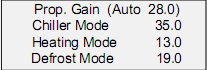 Prop. Gain (Auto 28.0)
Chiller Mode 35.0
Heating Mode 13.0
Defrost Mode 19.0